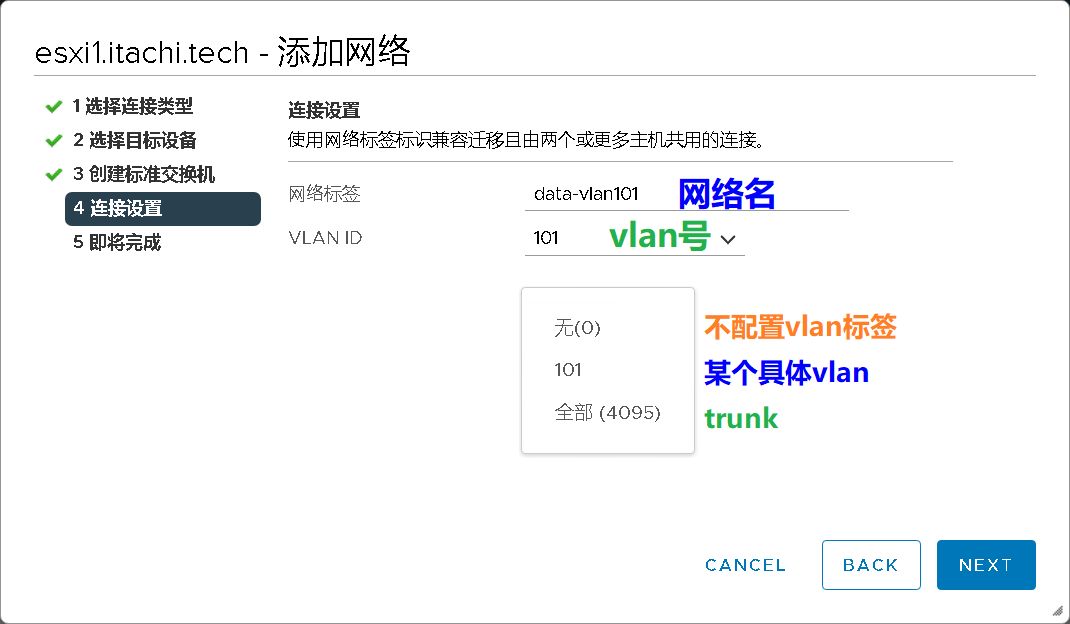 esxi1.itachi.tech - 添加网络
1 选择连接类型
2 选择目标设备
3 创建标准交换机
4 连接设置
5 即将完成
连接设置
使用网络标签标识兼容迁移且由两个或更多主机共用的连接。
网络标签 data-vlan101 网络名
VLAN ID 101 vlan号
无(0) 不配置vlan标签
101 某个具体vlan
全部 (4095) trunk
CANCEL BACK NEXT